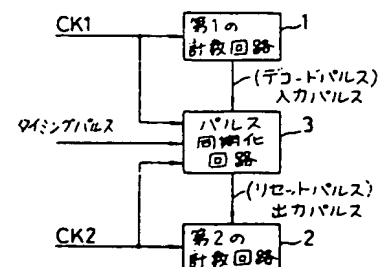 CK1
第1の
計数回路
1
(デコードパルス)
入力パルス
タイミングパルス
パルス
同期化
回路
3
(リセットパルス)
出力パルス
CK2
第2の
計数回路
2